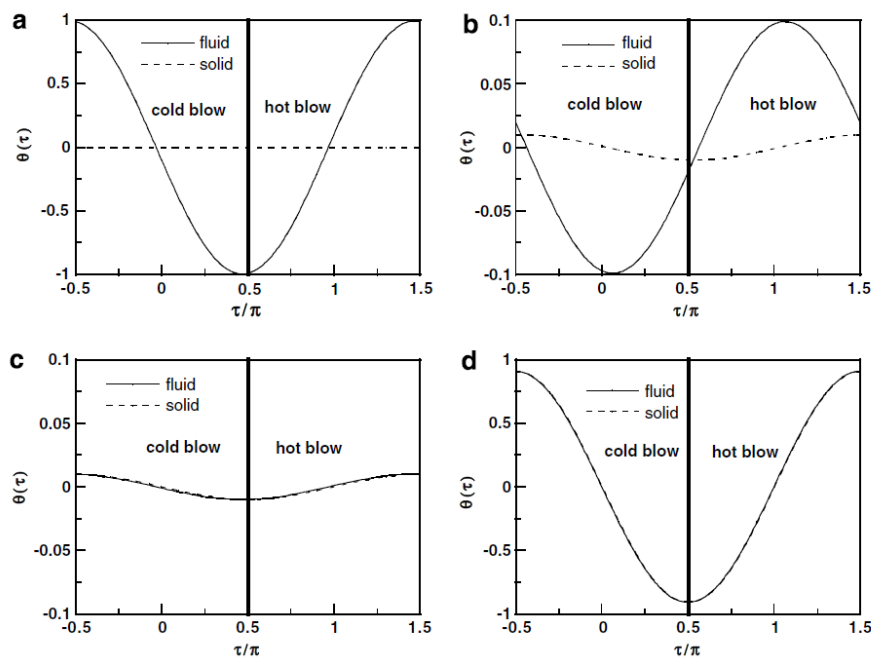 a
1
0.5
0
-0.5
-1
θ(τ)
fluid
solid
cold blow
hot blow
-0.5 0 0.5 1 1.5
τ/π
b
0.1
0.05
0
-0.05
-0.1
θ(τ)
fluid
solid
cold blow
hot blow
-0.5 0 0.5 1 1.5
τ/π
c
0.1
0.05
0
-0.05
-0.1
θ(τ)
fluid
solid
cold blow
hot blow
-0.5 0 0.5 1 1.5
τ/π
d
1
0.5
0
-0.5
-1
θ(τ)
fluid
solid
cold blow
hot blow
-0.5 0 0.5 1 1.5
τ/π